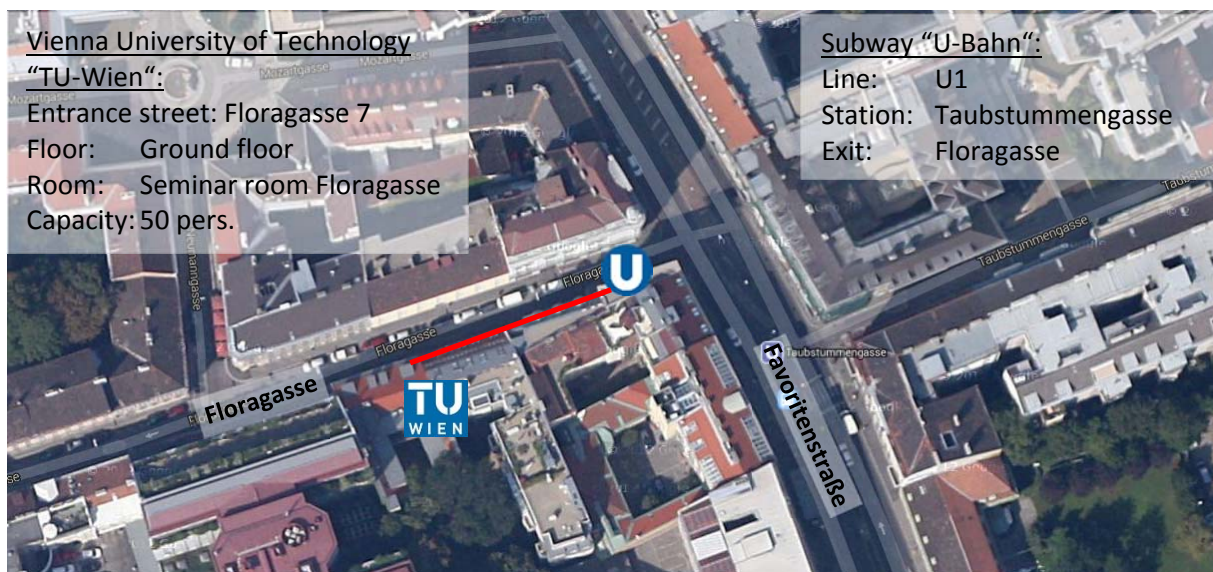 Vienna University of Technology
“TU-Wien“:
Entrance street: Floragasse 7
Floor: Ground floor
Room: Seminar room Floragasse
Capacity: 50 pers.
Subway “U-Bahn“:
Line: U1
Station: Taubstummengasse
Exit: Floragasse
Mozartgasse
Mozartgasse
Taubstummengasse
U
Floragasse
Taubstummengasse
Floragasse
TU
WIEN
Favoritenstraße